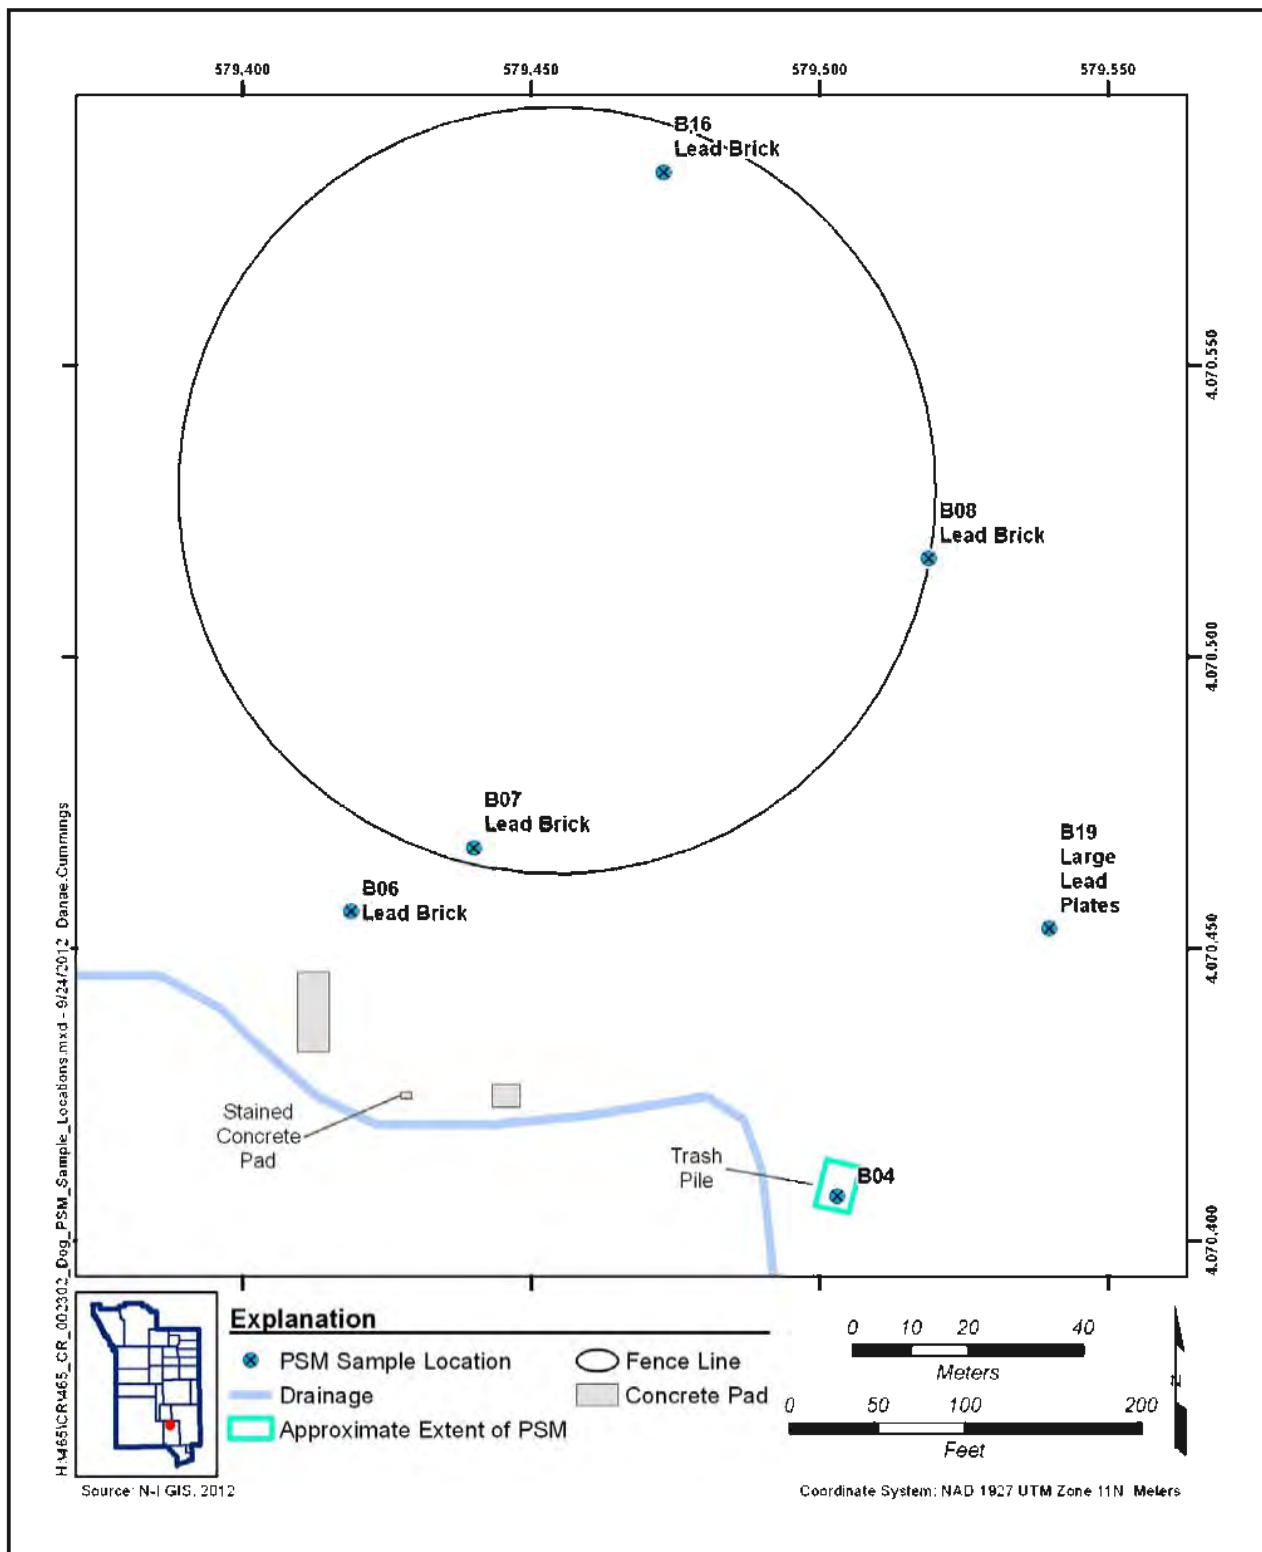 579,400 579,450 579,500 579,550
B16
Lead Brick
4,070,550
B08
Lead Brick
4,070,500
B07
Lead Brick
B19
Large
Lead
Plates
B06
Lead Brick
4,070,450
Stained
Concrete
Pad
Trash
Pile
B04
4,070,400
H:\465\CR\465_CR_002302_Dog_PSM_Sample_Locations.mxd - 9/24/2012 Danae.Cummings
Explanation
PSM Sample Location
Fence Line
Drainage
Concrete Pad
Approximate Extent of PSM
0 10 20 40
Meters
0 50 100 200
Feet
N
Source: N-I GIS, 2012
Coordinate System: NAD 1927 UTM Zone 11N Meters